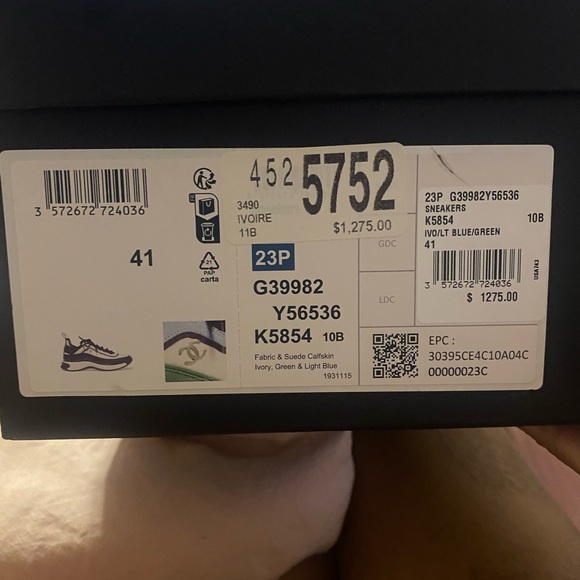 3 572672 724036
41
21
PAP
carta
452 5752
3490
IVOIRE
11B
$1,275.00
23P
G39982
Y56536
K5854 10B
Fabric & Suede Calfskin
Ivory, Green & Light Blue
1931115
GDC
LDC
23P G39982Y56536
SNEAKERS
K5854 10B
IVO/LT BLUE/GREEN
41
3 572672 724036
$ 1275.00
USA743
EPC :
30395CE4C10A04C
00000023C